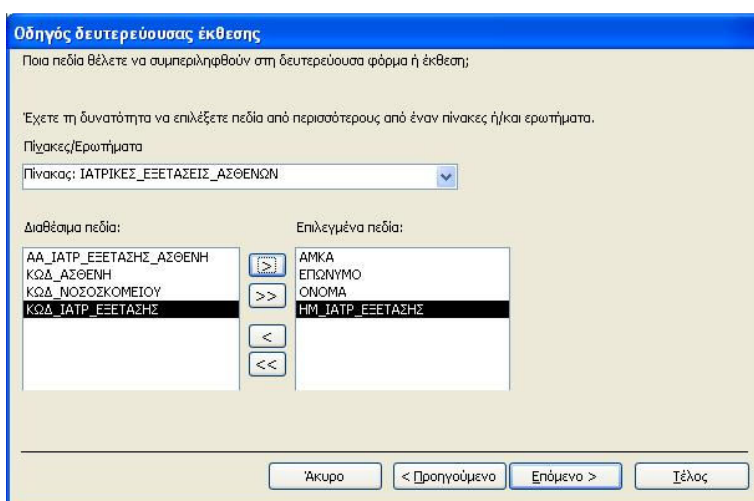 Οδηγός δευτερεύουσας έκθεσης
Ποια πεδία θέλετε να συμπεριληφθούν στη δευτερεύουσα φόρμα ή έκθεση;
Έχετε τη δυνατότητα να επιλέξετε πεδία από περισσότερους από έναν πίνακες ή/και ερωτήματα.
Πίνακες/Ερωτήματα
Πίνακας: ΙΑΤΡΙΚΕΣ_ΕΞΕΤΑΣΕΙΣ_ΑΣΘΕΝΩΝ
Διαθέσιμα πεδία:
ΑΑ_ΙΑΤΡ_ΕΞΕΤΑΣΗΣ_ΑΣΘΕΝΗ
ΚΩΔ_ΑΣΘΕΝΗ
ΚΩΔ_ΝΟΣΟΣΚΟΜΕΙΟΥ
ΚΩΔ_ΙΑΤΡ_ΕΞΕΤΑΣΗΣ
>
>>
<
<<
Επιλεγμένα πεδία:
ΑΜΚΑ
ΕΠΩΝΥΜΟ
ΟΝΟΜΑ
ΗΜ_ΙΑΤΡ_ΕΞΕΤΑΣΗΣ
Άκυρο < Προηγούμενο Επόμενο > Τέλος